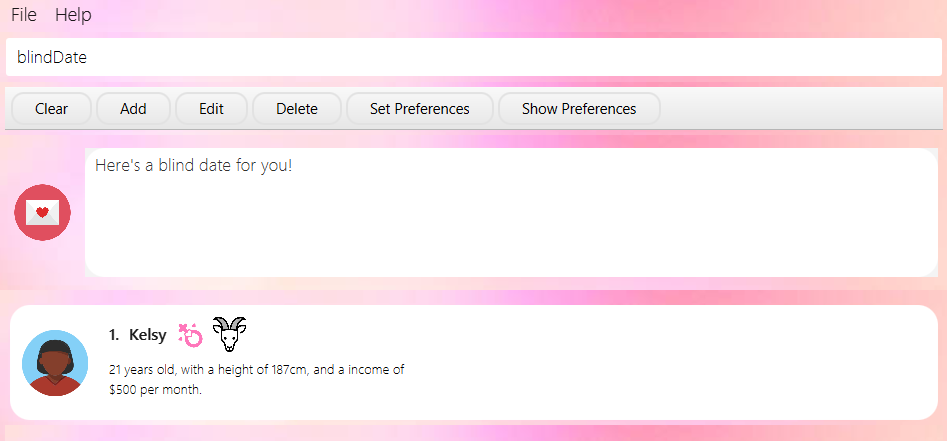 File Help
blindDate
Clear Add Edit Delete Set Preferences Show Preferences
Here's a blind date for you!
1. Kelsy
21 years old, with a height of 187cm, and a income of
$500 per month.